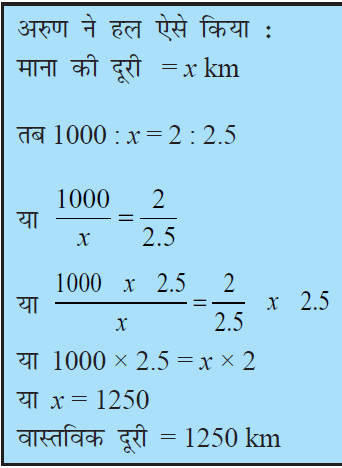 अरुण ने हल ऐसे किया :
माना की दूरी = x km
तब 1000 : x = 2 : 2.5
या 1000/x = 2/2.5
या (1000 x 2.5)/x = 2/2.5 x 2.5
या 1000 × 2.5 = x × 2
या x = 1250
वास्तविक दूरी = 1250 km